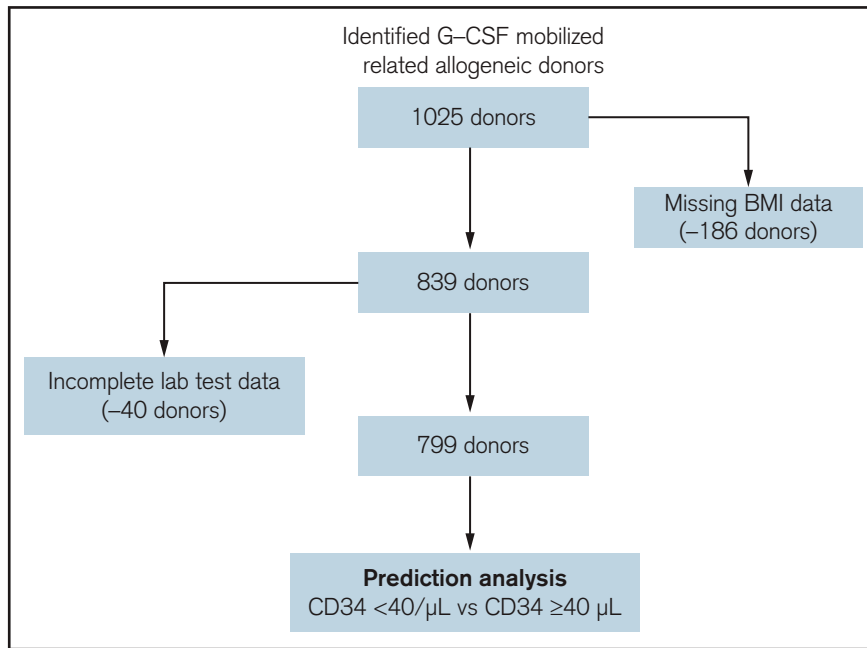 Identified G–CSF mobilized
related allogeneic donors
1025 donors
Missing BMI data
(–186 donors)
839 donors
Incomplete lab test data
(–40 donors)
799 donors
Prediction analysis
CD34 <40/μL vs CD34 ≥40 μL